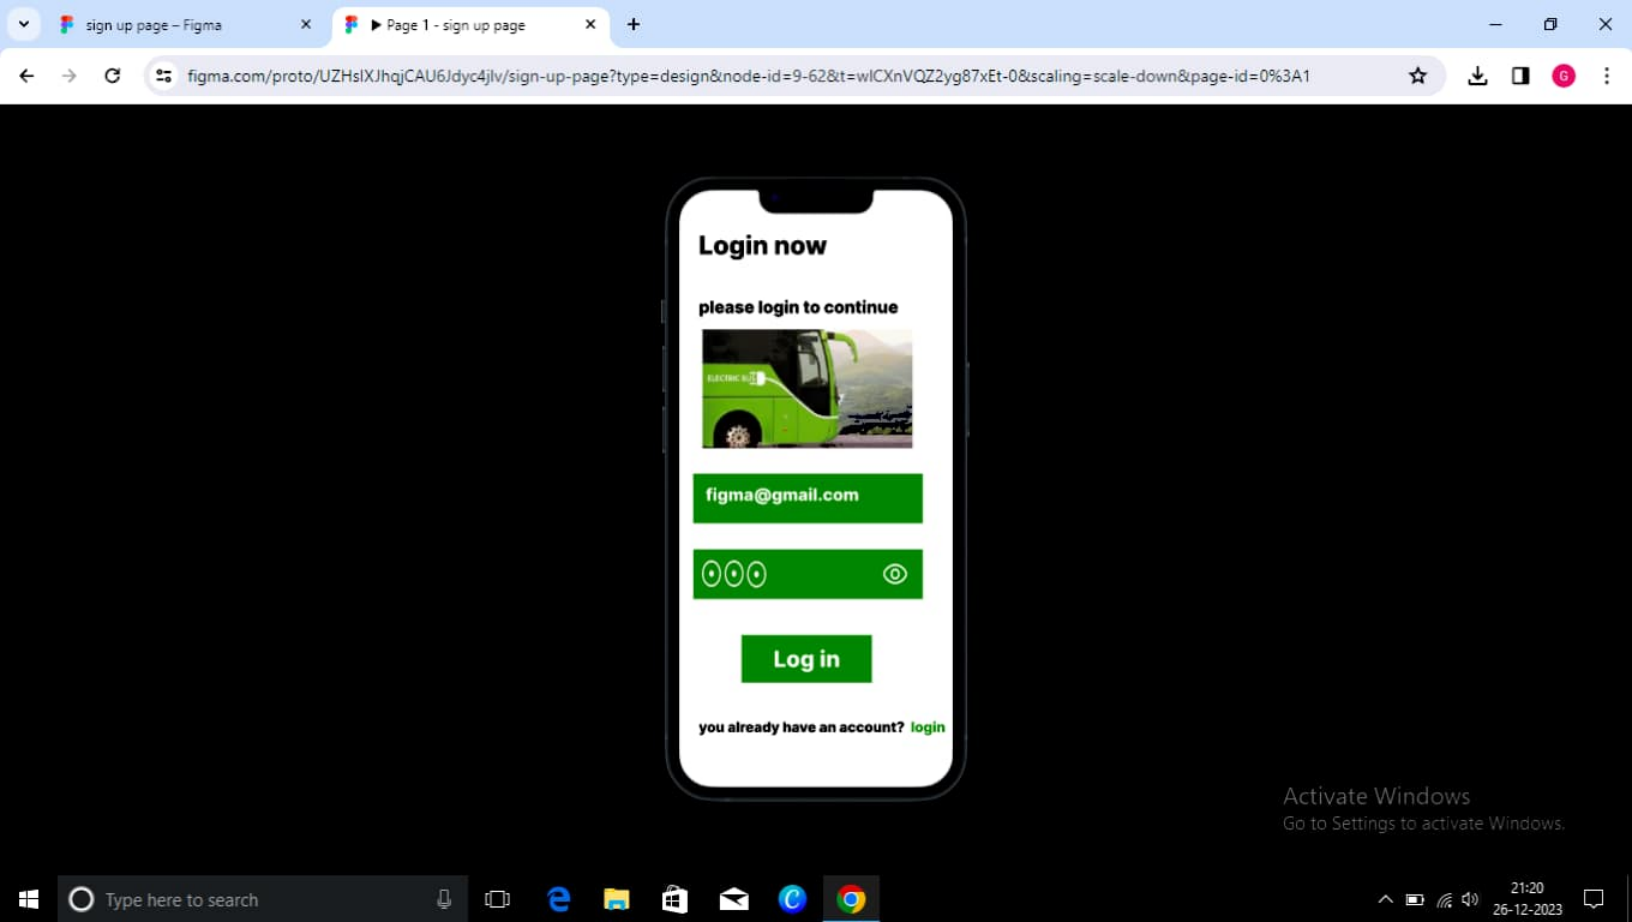 sign up page – Figma
Page 1 - sign up page
figma.com/proto/UZHsIXJhqjCAU6Jdyc4jlv/sign-up-page?type=design&node-id=9-62&t=wICXnVQZ2yg87xEt-0&scaling=scale-down&page-id=0%3A1
G
Login now
please login to continue
ELECTRIC BUS
figma@gmail.com
Log in
you already have an account? login
Activate Windows
Go to Settings to activate Windows.
Type here to search
21:20
26-12-2023